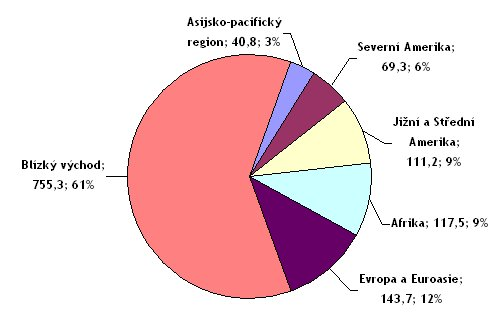 Asijsko-pacifický
region; 40,8; 3%
Severní Amerika;
69,3; 6%
Jižní a Střední
Amerika;
111,2; 9%
Afrika; 117,5; 9%
Evropa a Euroasie;
143,7; 12%
Blízký východ;
755,3; 61%